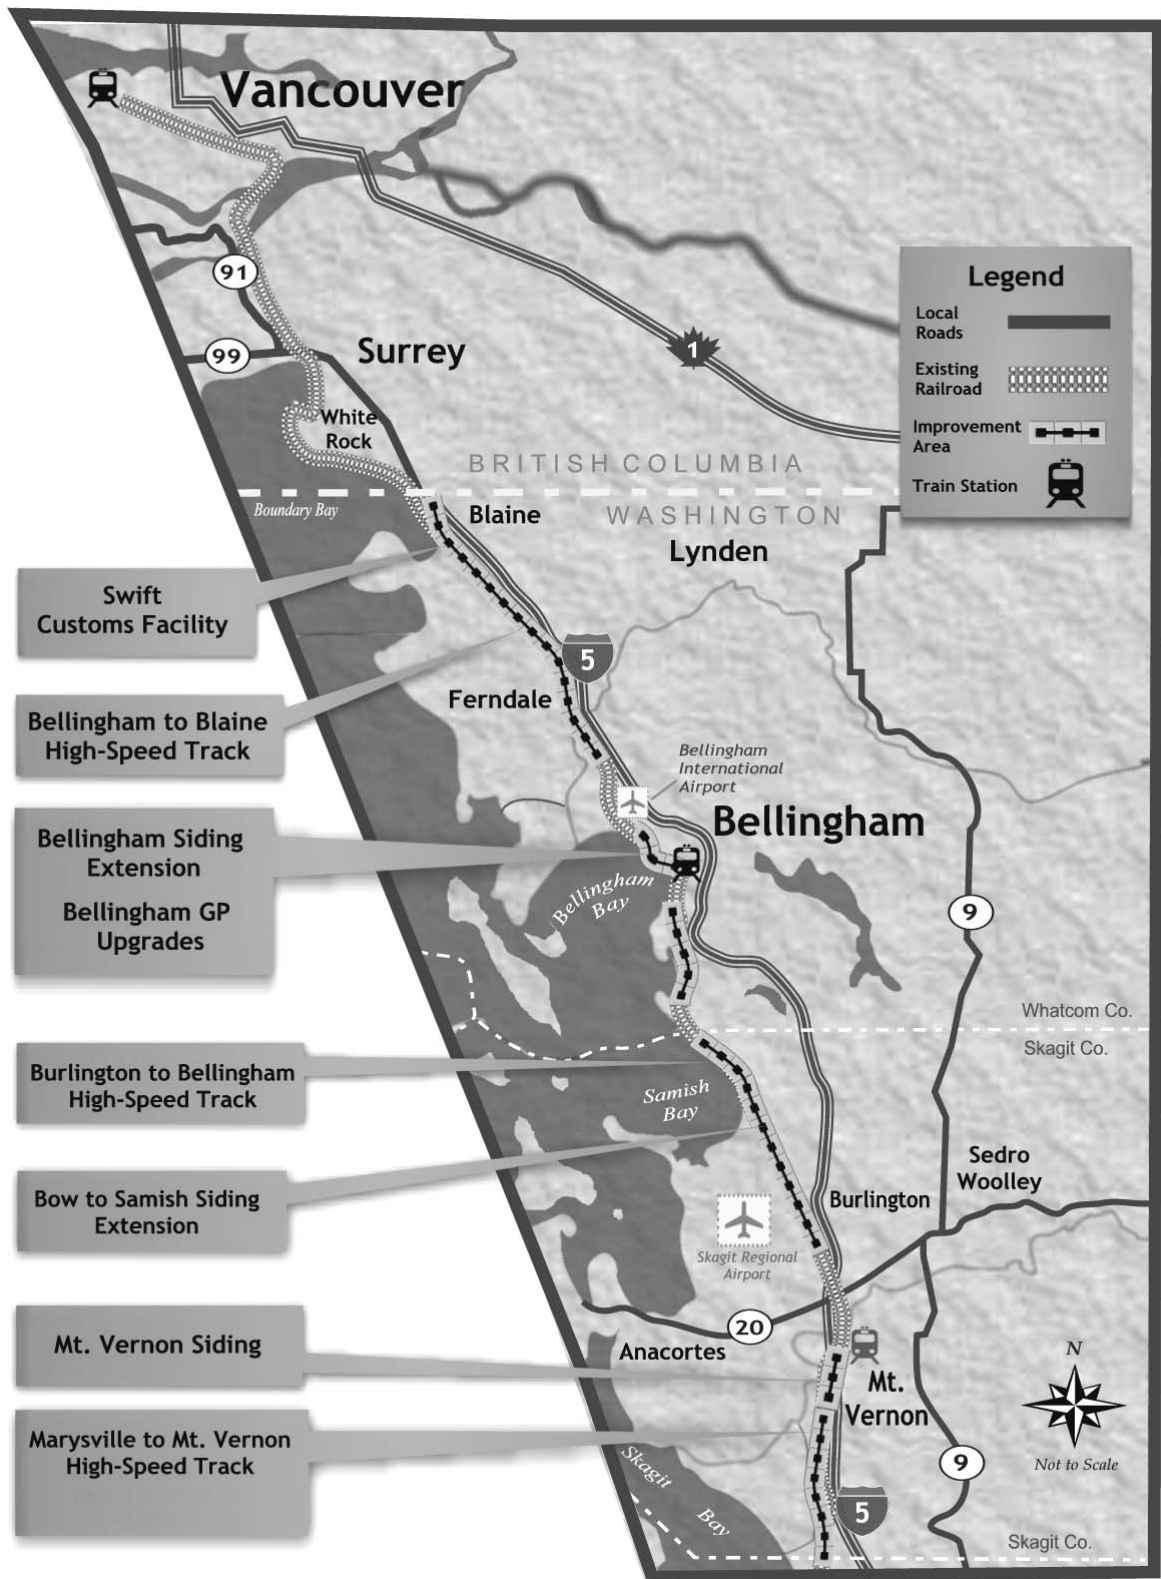 Vancouver
91
99
Surrey
White
Rock
1
Legend
Local
Roads
Existing
Railroad
Improvement
Area
Train Station
BRITISH COLUMBIA
WASHINGTON
Boundary Bay
Blaine
Lynden
Swift
Customs Facility
5
Ferndale
Bellingham to Blaine
High-Speed Track
Bellingham
International
Airport
Bellingham
Bellingham Siding
Extension
Bellingham GP
Upgrades
Bellingham
Bay
9
Whatcom Co.
Skagit Co.
Burlington to Bellingham
High-Speed Track
Samish
Bay
Sedro
Woolley
Bow to Samish Siding
Extension
Burlington
Skagit Regional
Airport
20
Anacortes
Mt. Vernon Siding
Mt.
Vernon
N
Not to Scale
Marysville to Mt. Vernon
High-Speed Track
Skagit
Bay
9
5
Skagit Co.